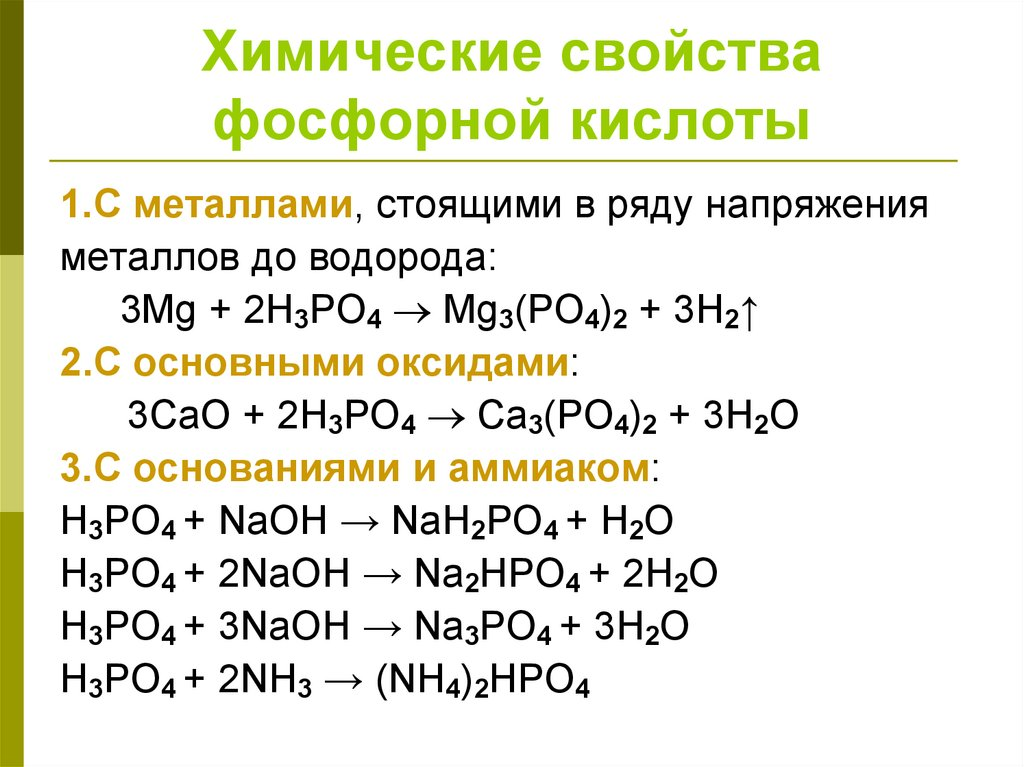 Химические свойства
фосфорной кислоты
1.С металлами, стоящими в ряду напряжения
металлов до водорода:
3Mg + 2H₃PO₄ → Mg₃(PO₄)₂ + 3H₂↑
2.С основными оксидами:
3CaO + 2H₃PO₄ → Ca₃(PO₄)₂ + 3H₂O
3.С основаниями и аммиаком:
H₃PO₄ + NaOH → NaH₂PO₄ + H₂O
H₃PO₄ + 2NaOH → Na₂HPO₄ + 2H₂O
H₃PO₄ + 3NaOH → Na₃PO₄ + 3H₂O
H₃PO₄ + 2NH₃ → (NH₄)₂HPO₄